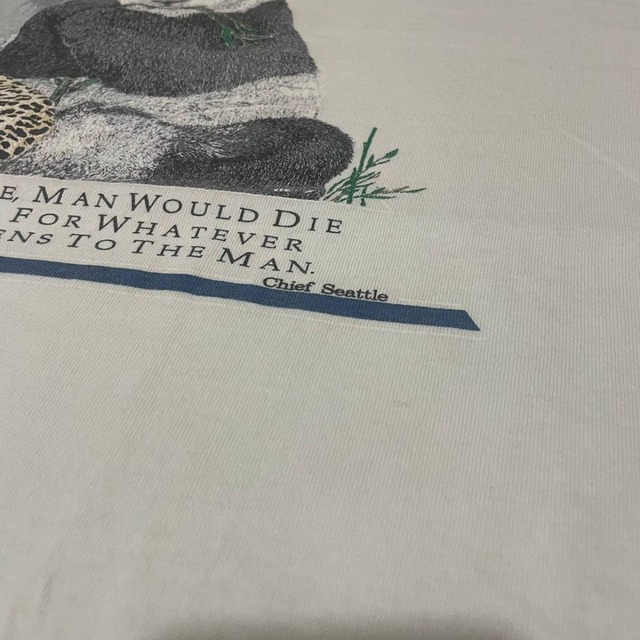 E, MAN WOULD DIE
FOR WHATEVER
ENS TO THE MAN.
Chief Seattle